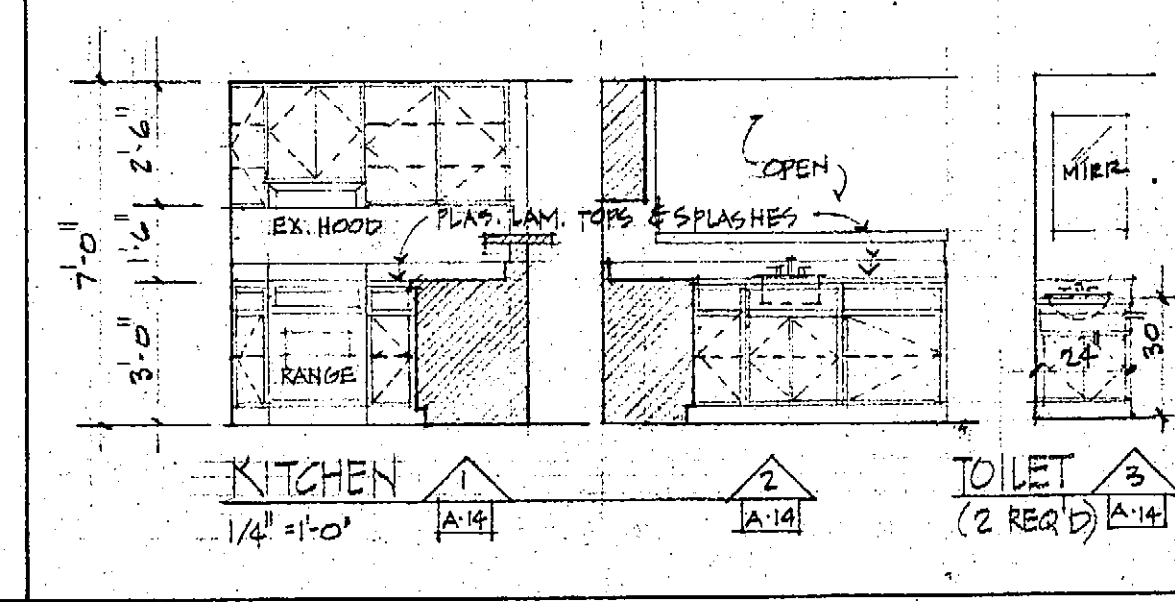 7'-0"
2'-6"
1'-6"
3'-0"
EX. HOOD
PLAS. LAM. TOPS & SPLASHES
OPEN
RANGE
MIRR
24"
30"
KITCHEN
1/4" = 1'-0"
1
A·14
2
A·14
TOILET
(2 REQ'D)
3
A·14